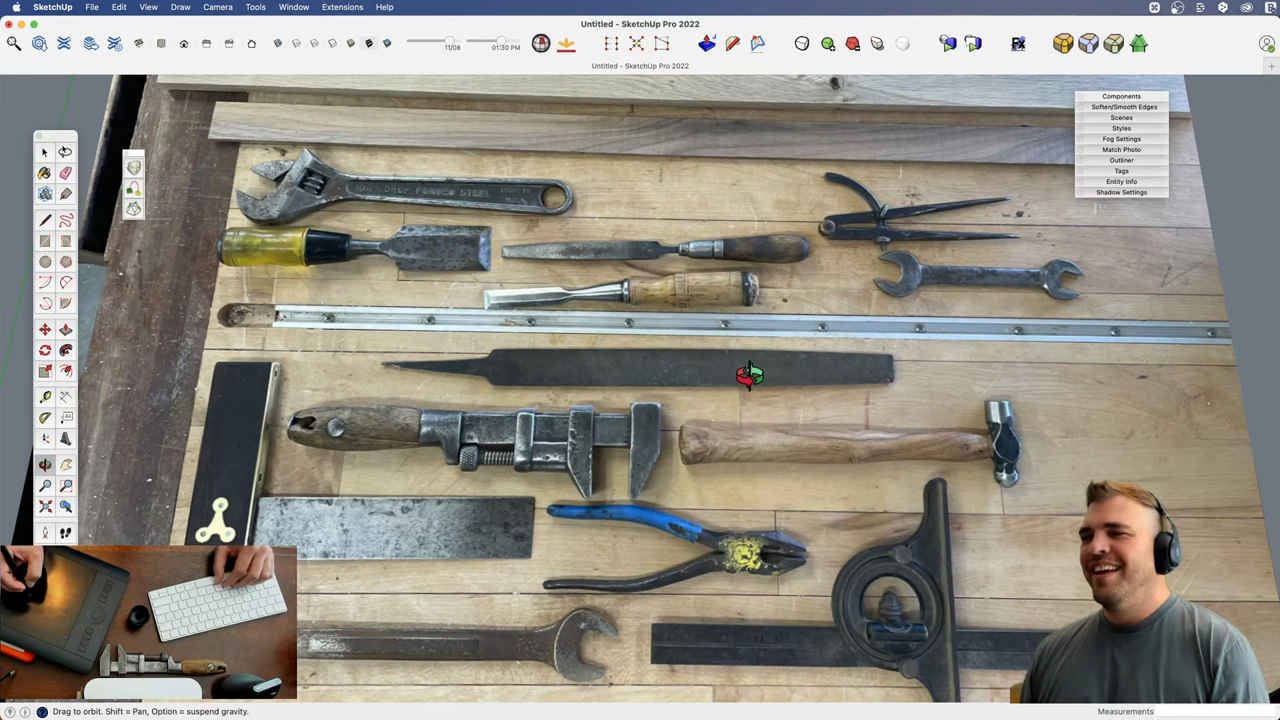 SketchUp File Edit View Draw Camera Tools Window Extensions Help
Untitled - SketchUp Pro 2022
11/08 01:30 PM
Untitled - SketchUp Pro 2022
Components
Soften/Smooth Edges
Scenes
Styles
Fog Settings
Match Photo
Outliner
Tags
Entity Info
Shadow Settings
DROP FORGED STEEL
Drag to orbit. Shift = Pan, Option = suspend gravity.
Measurements